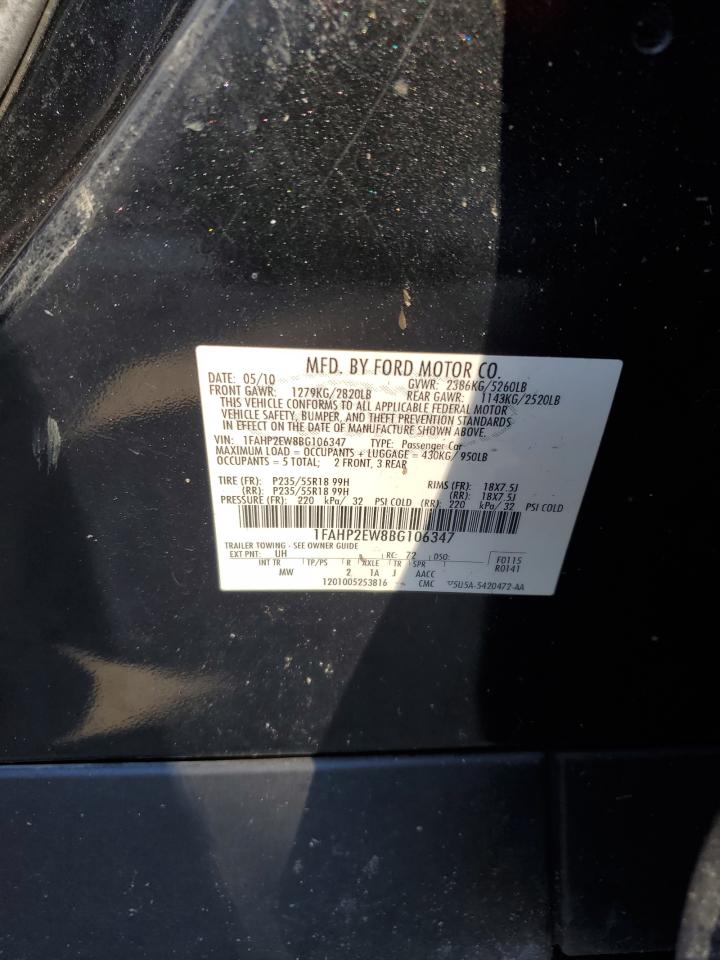 MFD. BY FORD MOTOR CO.
DATE: 05/10 GVWR: 2386KG/5260LB
FRONT GAWR: 1279KG/2820LB REAR GAWR: 1143KG/2520LB
THIS VEHICLE CONFORMS TO ALL APPLICABLE FEDERAL MOTOR
VEHICLE SAFETY, BUMPER, AND THEFT PREVENTION STANDARDS
IN EFFECT ON THE DATE OF MANUFACTURE SHOWN ABOVE.
VIN: 1FAHP2EW8BG106347 TYPE: Passenger Car
MAXIMUM LOAD = OCCUPANTS + LUGGAGE = 430KG/ 950LB
OCCUPANTS = 5 TOTAL; 2 FRONT, 3 REAR
TIRE (FR): P235/55R18 99H RIMS (FR): 18X7.5J
(RR): P235/55R18 99H (RR): 18X7.5J
PRESSURE (FR): 220 kPa/ 32 PSI COLD (RR): 220 kPa/ 32 PSI COLD
1FAHP2EW8BG106347
TRAILER TOWING - SEE OWNER GUIDE
EXT PNT: UH RC: 72 DSO: F0115
INT TR TP/PS R AXLE TR SPR R0141
MW 2 1A J AACC
1201005253816 CMC 5U5A-5420472-AA